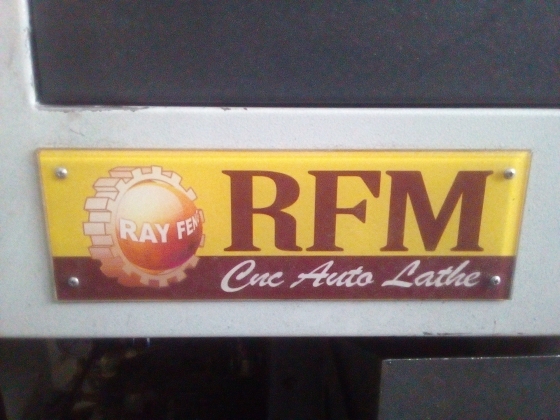 RAY FEN
RFM
Cnc Auto Lathe